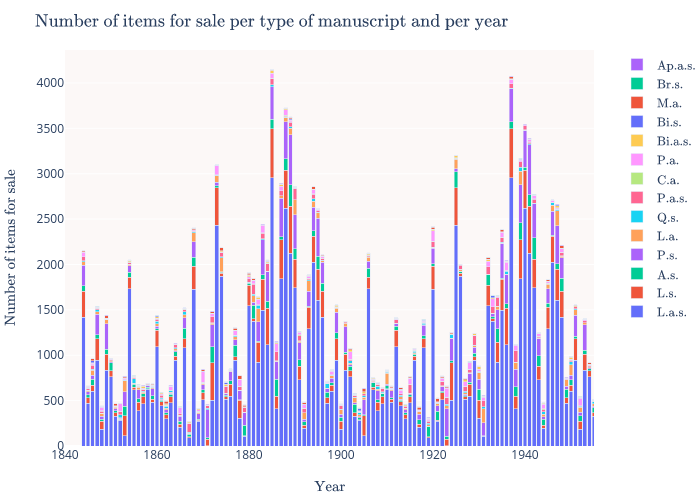 Number of items for sale per type of manuscript and per year
Number of items for sale
4000
3500
3000
2500
2000
1500
1000
500
0
1840
1860
1880
1900
1920
1940
Year
Ap.a.s.
Br.s.
M.a.
Bi.s.
Bi.a.s.
P.a.
C.a.
P.a.s.
Q.s.
L.a.
P.s.
A.s.
L.s.
L.a.s.